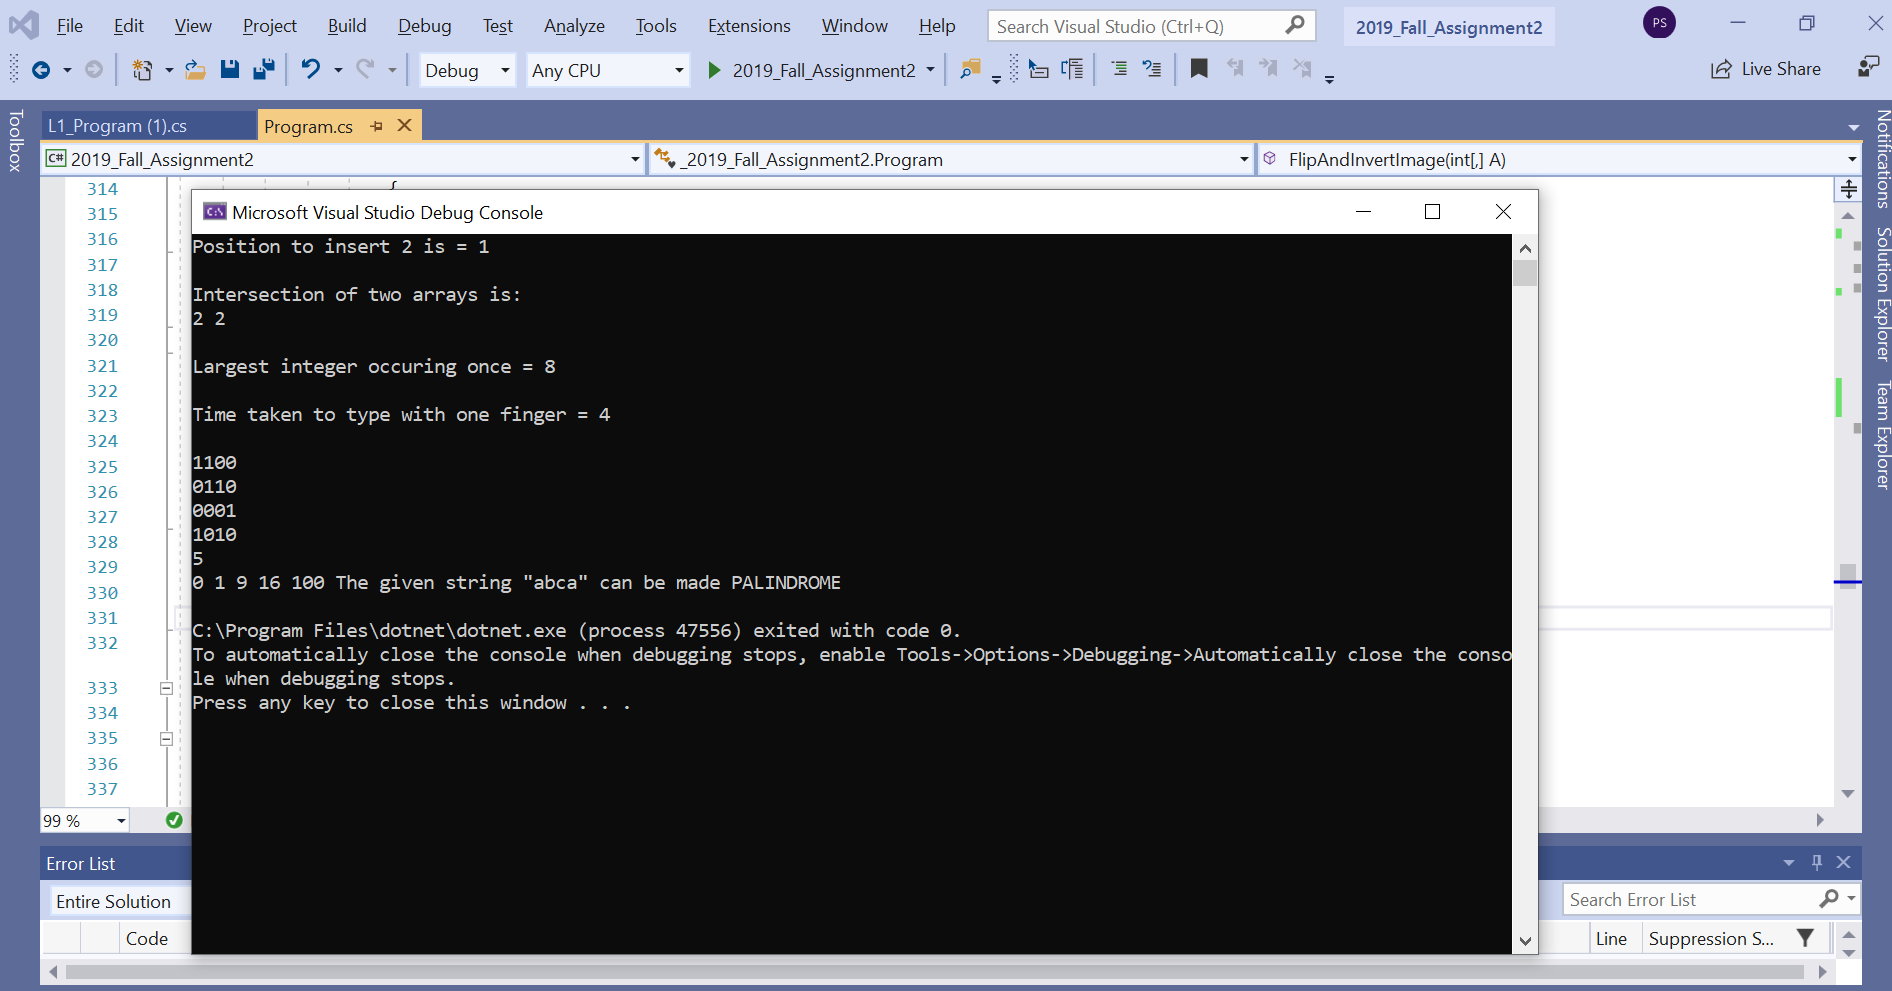 File Edit View Project Build Debug Test Analyze Tools Extensions Window Help Search Visual Studio (Ctrl+Q) 2019_Fall_Assignment2 PS
Debug Any CPU 2019_Fall_Assignment2 Live Share
Toolbox
L1_Program (1).cs Program.cs
C# 2019_Fall_Assignment2 _2019_Fall_Assignment2.Program FlipAndInvertImage(int[,] A)
314 {
315
316
317
318
319
320
321
322
323
324
325
326
327
328
329
330
331
332
333
334
335
336
337
C:\ Microsoft Visual Studio Debug Console
Position to insert 2 is = 1
Intersection of two arrays is:
2 2
Largest integer occuring once = 8
Time taken to type with one finger = 4
1100
0110
0001
1010
5
0 1 9 16 100 The given string "abca" can be made PALINDROME
C:\Program Files\dotnet\dotnet.exe (process 47556) exited with code 0.
To automatically close the console when debugging stops, enable Tools->Options->Debugging->Automatically close the conso
le when debugging stops.
Press any key to close this window . . .
Notifications
Solution Explorer
Team Explorer
99 %
Error List
Entire Solution Search Error List
Code Line Suppression S...